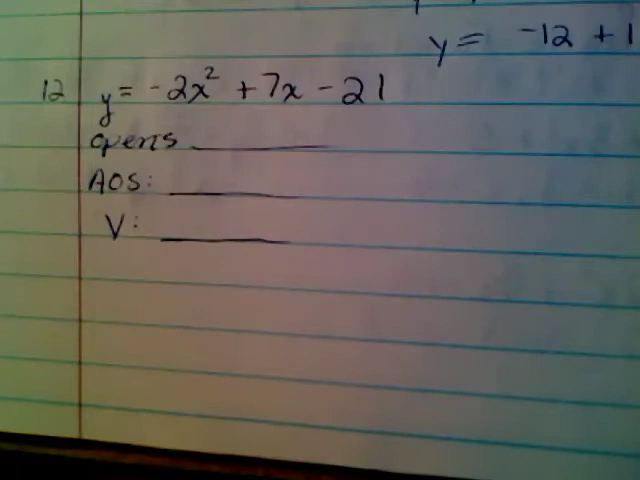 y = -12 + 1
12 y = -2x² + 7x - 21
opens
AOS:
V: